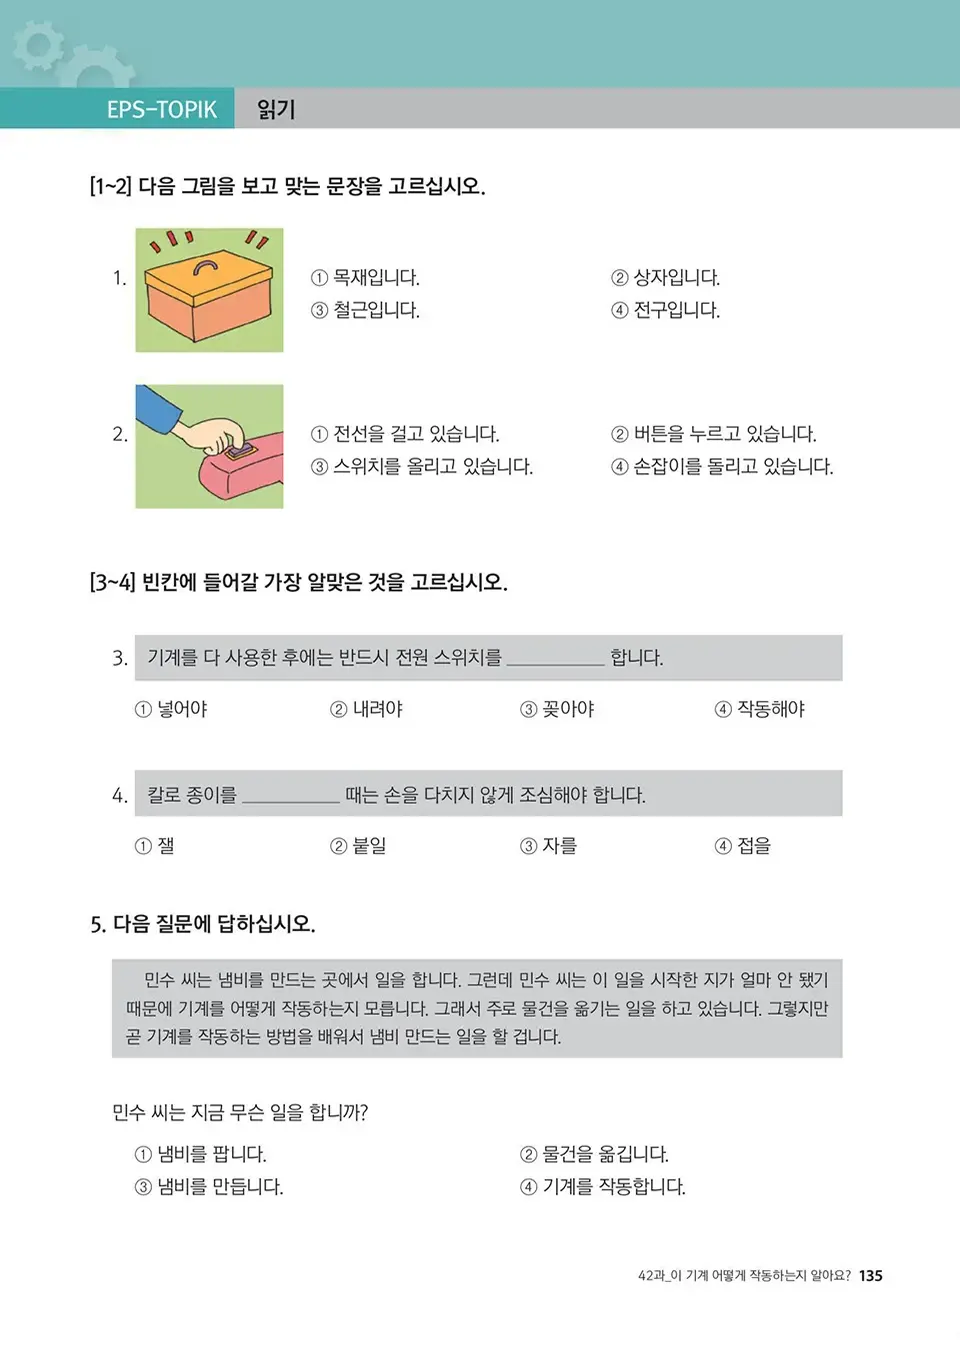 EPS-TOPIK 읽기
[1~2] 다음 그림을 보고 맞는 문장을 고르십시오.
1. ① 목재입니다. ② 상자입니다.
③ 철근입니다. ④ 전구입니다.
2. ① 전선을 걸고 있습니다. ② 버튼을 누르고 있습니다.
③ 스위치를 올리고 있습니다. ④ 손잡이를 돌리고 있습니다.
[3~4] 빈칸에 들어갈 가장 알맞은 것을 고르십시오.
3. 기계를 다 사용한 후에는 반드시 전원 스위치를 __________ 합니다.
① 넣어야 ② 내려야 ③ 꽂아야 ④ 작동해야
4. 칼로 종이를 __________ 때는 손을 다치지 않게 조심해야 합니다.
① 잴 ② 붙일 ③ 자를 ④ 접을
5. 다음 질문에 답하십시오.
민수 씨는 냄비를 만드는 곳에서 일을 합니다. 그런데 민수 씨는 이 일을 시작한 지가 얼마 안 됐기
때문에 기계를 어떻게 작동하는지 모릅니다. 그래서 주로 물건을 옮기는 일을 하고 있습니다. 그렇지만
곧 기계를 작동하는 방법을 배워서 냄비 만드는 일을 할 겁니다.
민수 씨는 지금 무슨 일을 합니까?
① 냄비를 팝니다. ② 물건을 옮깁니다.
③ 냄비를 만듭니다. ④ 기계를 작동합니다.
42과_이 기계 어떻게 작동하는지 알아요? 135